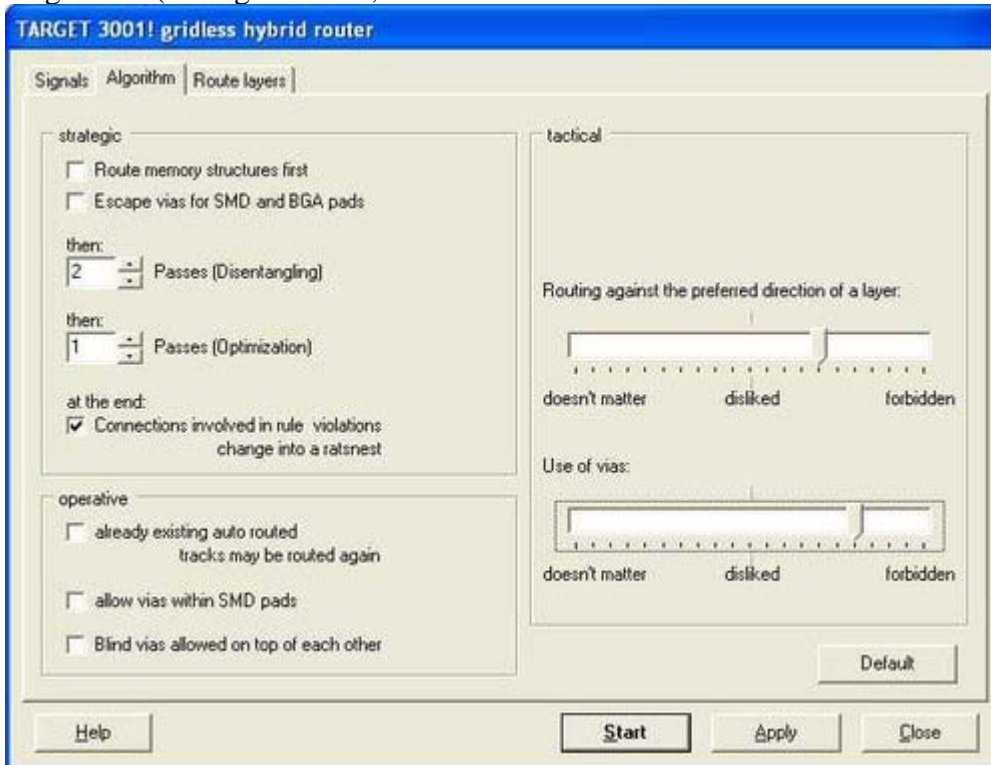 TARGET 3001! gridless hybrid router
Signals Algorithm Route layers
strategic
Route memory structures first
Escape vias for SMD and BGA pads
then:
2 Passes (Disentangling)
then:
1 Passes (Optimization)
at the end:
Connections involved in rule violations
change into a ratsnest
operative
already existing auto routed
tracks may be routed again
allow vias within SMD pads
Blind vias allowed on top of each other
tactical
Routing against the preferred direction of a layer:
doesn't matter disliked forbidden
Use of vias:
doesn't matter disliked forbidden
Default
Help Start Apply Close